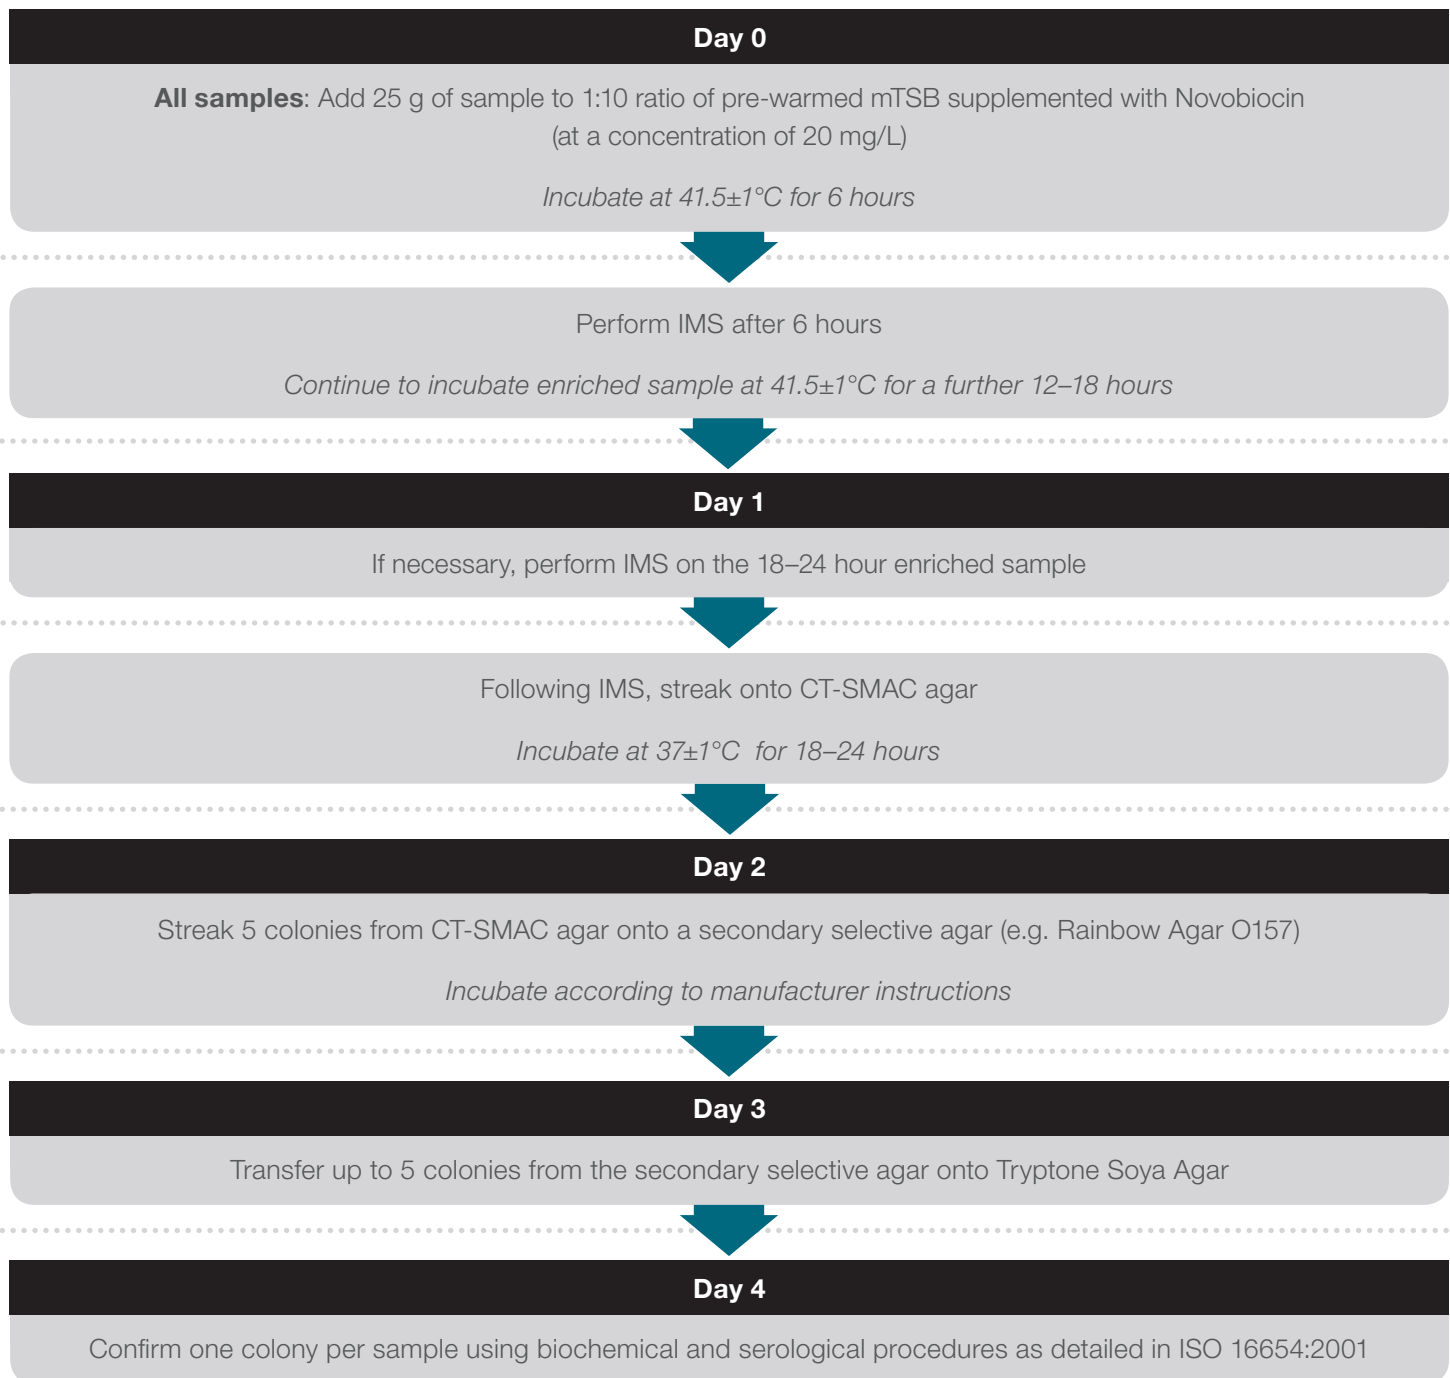 Day 0
All samples: Add 25 g of sample to 1:10 ratio of pre-warmed mTSB supplemented with Novobiocin
(at a concentration of 20 mg/L)
Incubate at 41.5±1°C for 6 hours
Perform IMS after 6 hours
Continue to incubate enriched sample at 41.5±1°C for a further 12–18 hours
Day 1
If necessary, perform IMS on the 18–24 hour enriched sample
Following IMS, streak onto CT-SMAC agar
Incubate at 37±1°C for 18–24 hours
Day 2
Streak 5 colonies from CT-SMAC agar onto a secondary selective agar (e.g. Rainbow Agar O157)
Incubate according to manufacturer instructions
Day 3
Transfer up to 5 colonies from the secondary selective agar onto Tryptone Soya Agar
Day 4
Confirm one colony per sample using biochemical and serological procedures as detailed in ISO 16654:2001